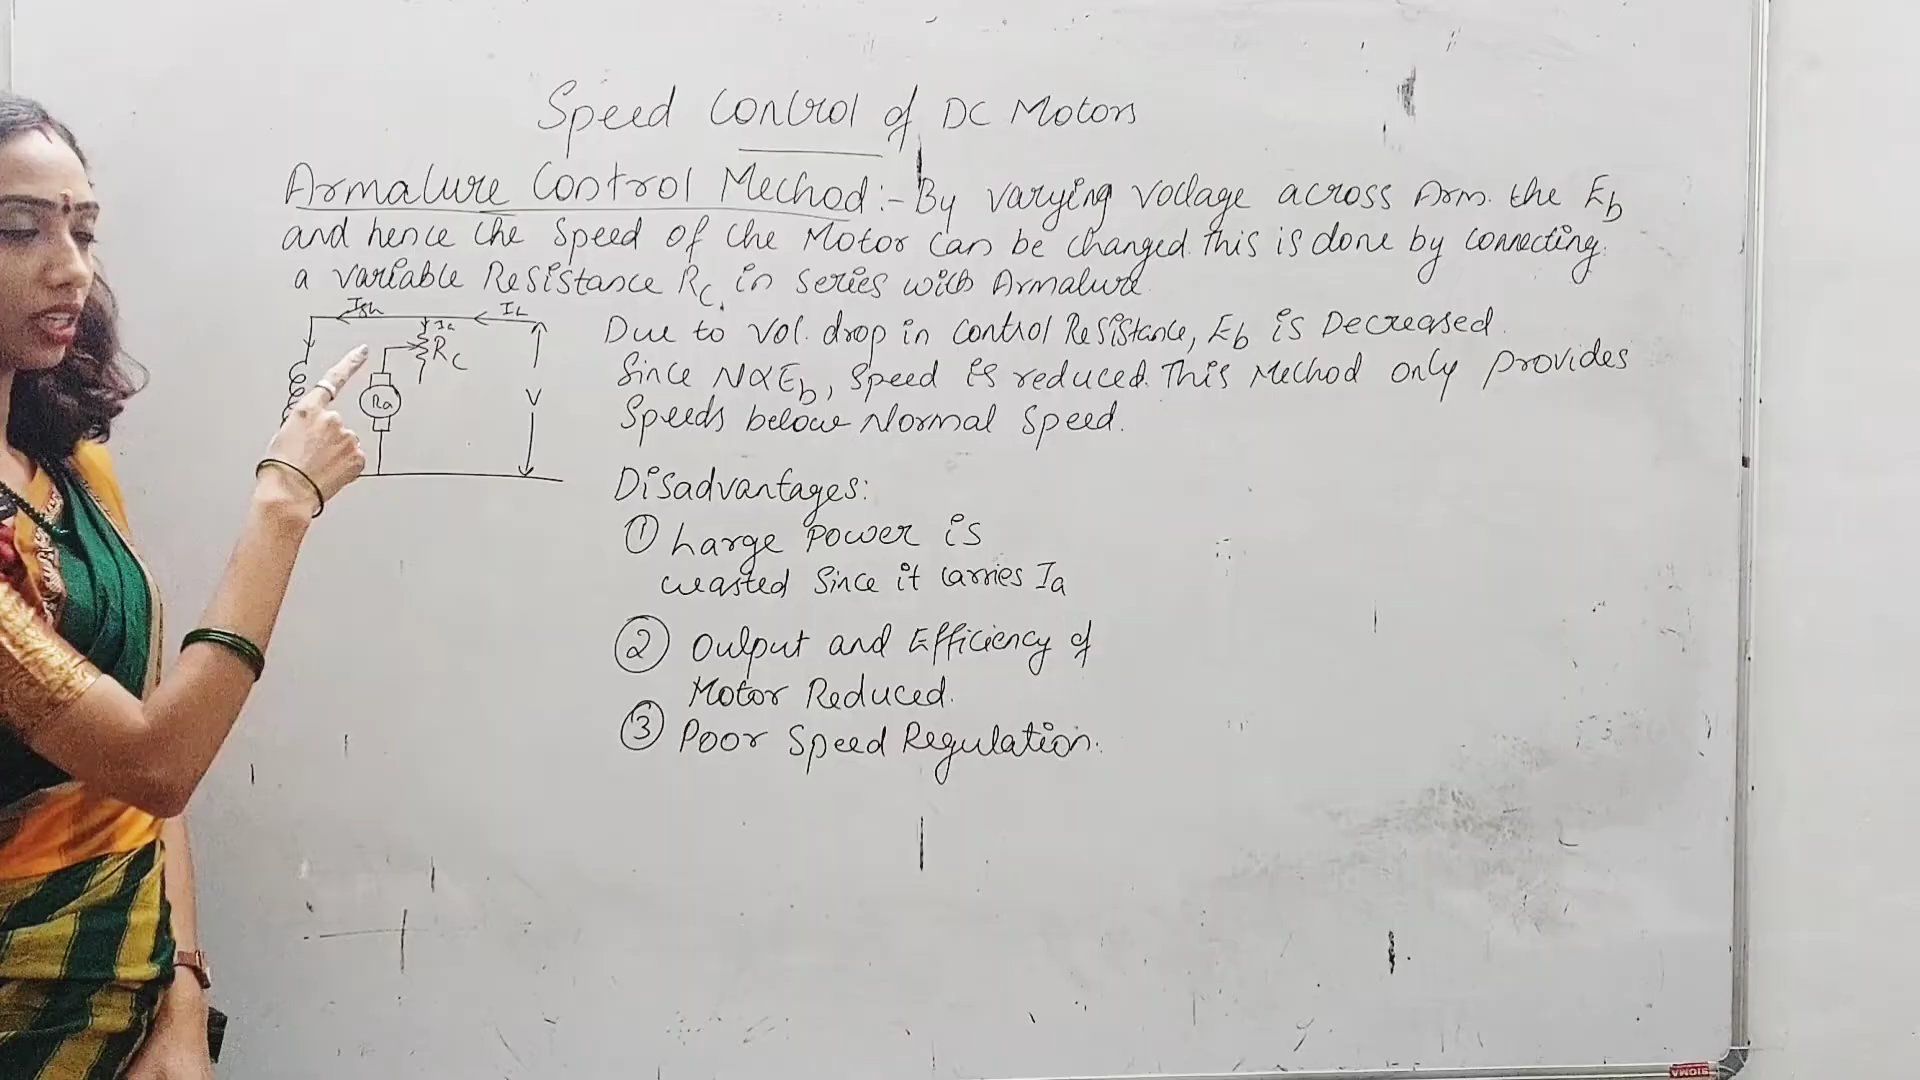 Speed Control of DC Motors
Armature Control Method:- By varying voltage across Arm. the Eb
and hence the Speed of the Motor can be changed. this is done by connecting
a variable Resistance Rc in series with Armature
Ish Ia IL
Rc
Ra
V
Due to vol. drop in control Resistance, Eb is Decreased.
Since NαEb, Speed is reduced. This Method only provides
Speeds below Normal Speed.
Disadvantages:
① Large power is
wasted Since it carries Ia
② Output and Efficiency of
Motor Reduced.
③ Poor Speed Regulation.
SIGMA